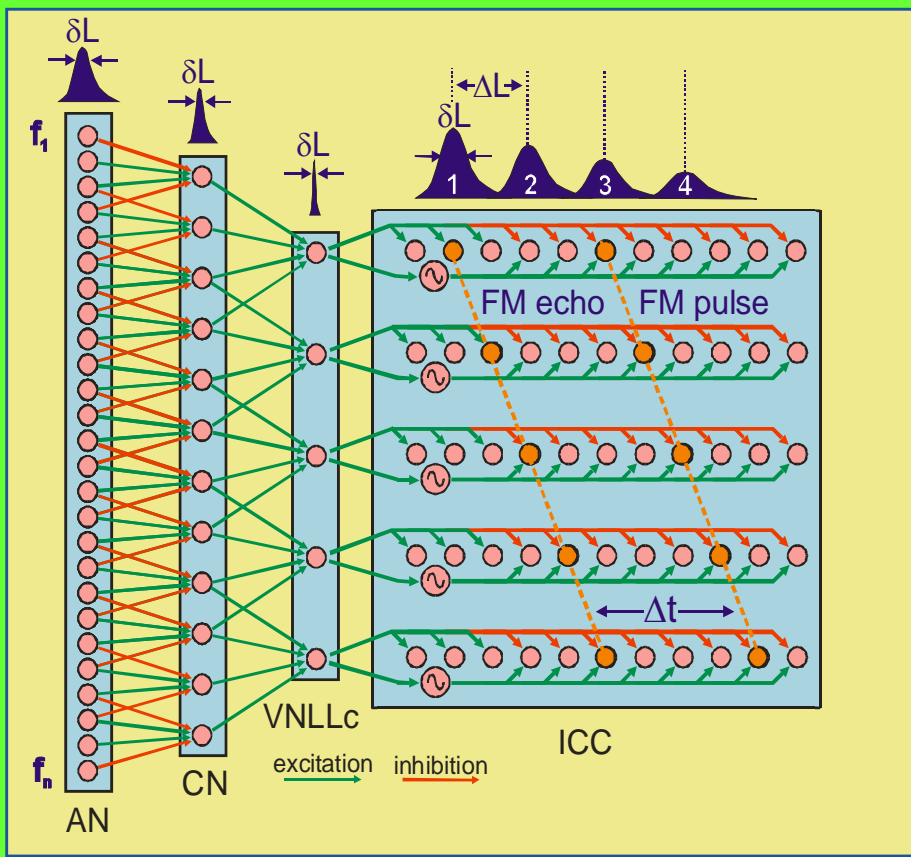 δL
δL
δL
ΔL
δL
1 2 3 4
f1
FM echo FM pulse
Δt
fn
AN
CN
VNLLc
ICC
excitation inhibition